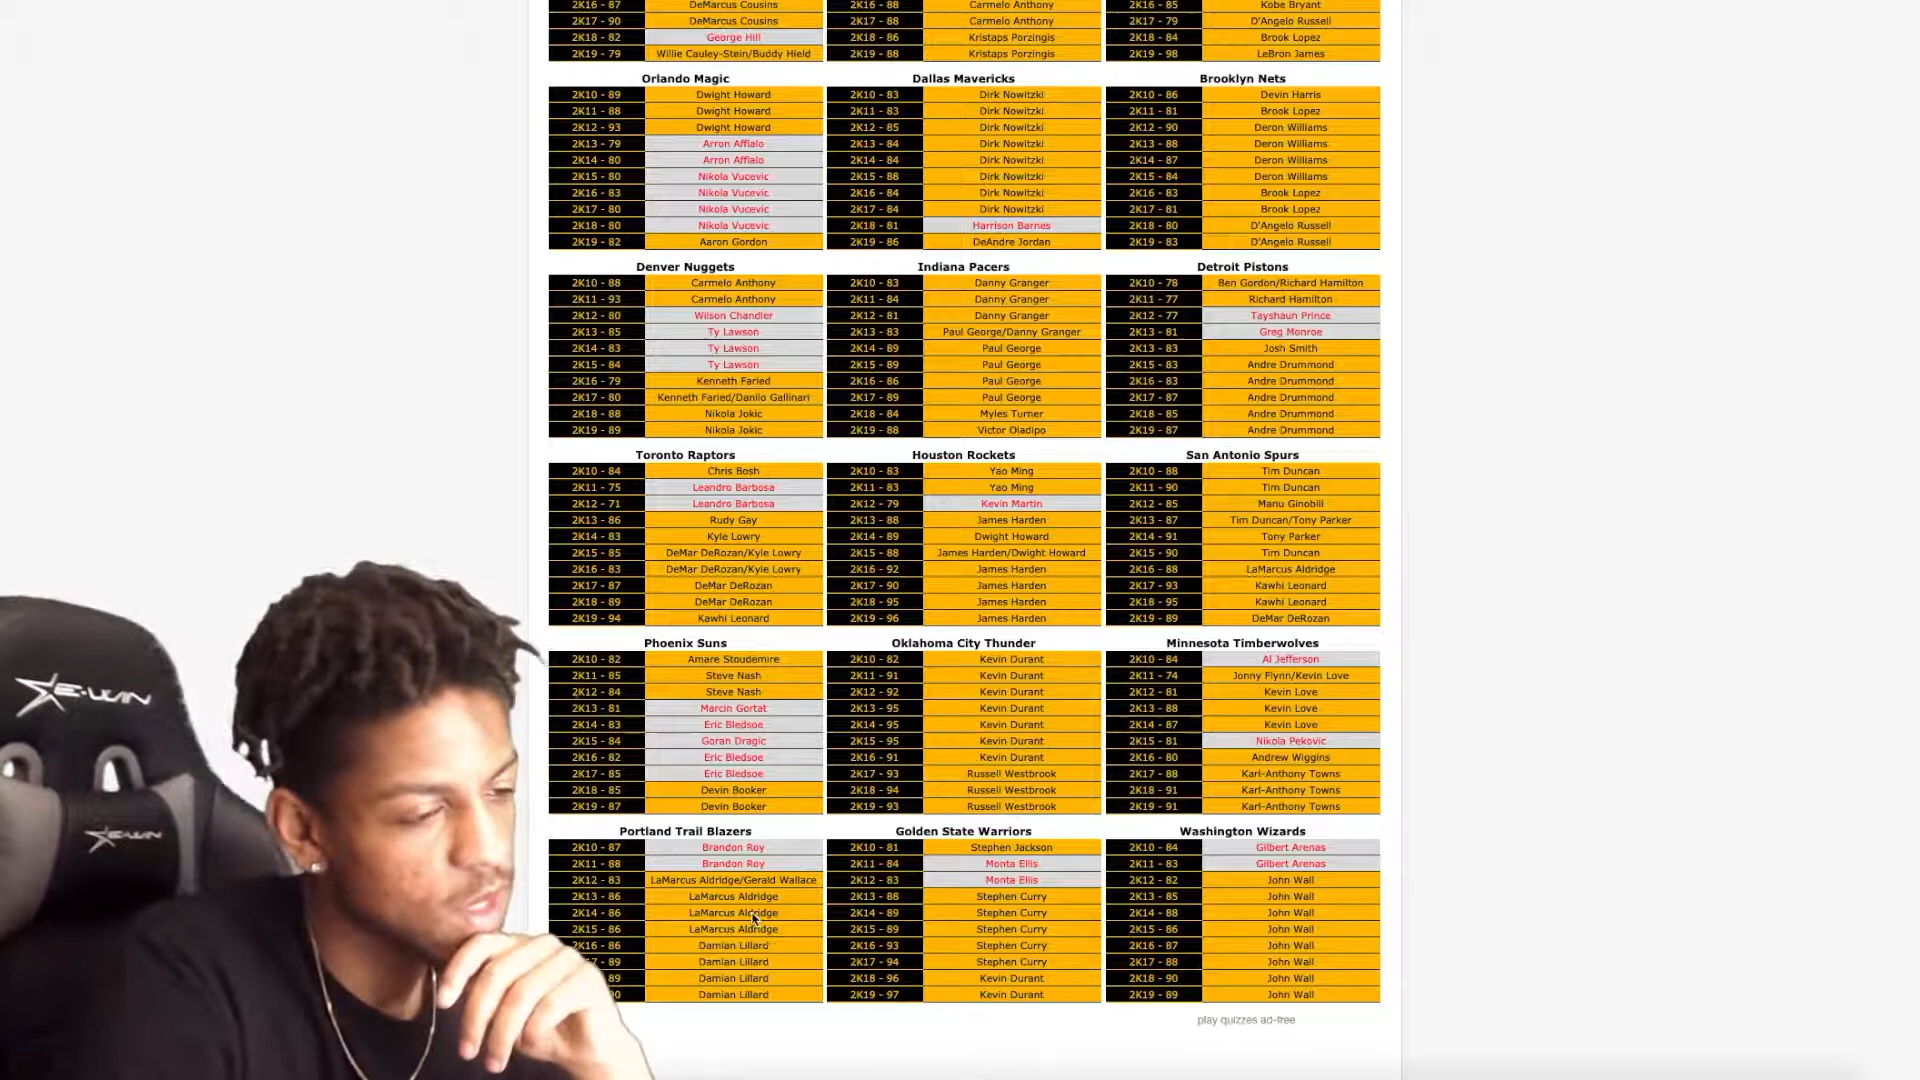 2K16 - 87 DeMarcus Cousins 2K16 - 88 Carmelo Anthony 2K16 - 85 Kobe Bryant
2K17 - 90 DeMarcus Cousins 2K17 - 88 Carmelo Anthony 2K17 - 79 D'Angelo Russell
2K18 - 82 George Hill 2K18 - 86 Kristaps Porzingis 2K18 - 84 Brook Lopez
2K19 - 79 Willie Cauley-Stein/Buddy Hield 2K19 - 88 Kristaps Porzingis 2K19 - 98 LeBron James
Orlando Magic Dallas Mavericks Brooklyn Nets
2K10 - 89 Dwight Howard 2K10 - 83 Dirk Nowitzki 2K10 - 86 Devin Harris
2K11 - 88 Dwight Howard 2K11 - 83 Dirk Nowitzki 2K11 - 81 Brook Lopez
2K12 - 93 Dwight Howard 2K12 - 85 Dirk Nowitzki 2K12 - 90 Deron Williams
2K13 - 79 Arron Afflalo 2K13 - 84 Dirk Nowitzki 2K13 - 88 Deron Williams
2K14 - 80 Arron Afflalo 2K14 - 84 Dirk Nowitzki 2K14 - 87 Deron Williams
2K15 - 80 Nikola Vucevic 2K15 - 88 Dirk Nowitzki 2K15 - 84 Deron Williams
2K16 - 83 Nikola Vucevic 2K16 - 84 Dirk Nowitzki 2K16 - 83 Brook Lopez
2K17 - 80 Nikola Vucevic 2K17 - 84 Dirk Nowitzki 2K17 - 81 Brook Lopez
2K18 - 80 Nikola Vucevic 2K18 - 81 Harrison Barnes 2K18 - 80 D'Angelo Russell
2K19 - 82 Aaron Gordon 2K19 - 86 DeAndre Jordan 2K19 - 83 D'Angelo Russell
Denver Nuggets Indiana Pacers Detroit Pistons
2K10 - 88 Carmelo Anthony 2K10 - 83 Danny Granger 2K10 - 78 Ben Gordon/Richard Hamilton
2K11 - 93 Carmelo Anthony 2K11 - 84 Danny Granger 2K11 - 77 Richard Hamilton
2K12 - 80 Wilson Chandler 2K12 - 81 Danny Granger 2K12 - 77 Tayshaun Prince
2K13 - 85 Ty Lawson 2K13 - 83 Paul George/Danny Granger 2K13 - 81 Greg Monroe
2K14 - 83 Ty Lawson 2K14 - 89 Paul George 2K13 - 83 Josh Smith
2K15 - 84 Ty Lawson 2K15 - 89 Paul George 2K15 - 83 Andre Drummond
2K16 - 79 Kenneth Faried 2K16 - 86 Paul George 2K16 - 83 Andre Drummond
2K17 - 80 Kenneth Faried/Danilo Gallinari 2K17 - 89 Paul George 2K17 - 87 Andre Drummond
2K18 - 88 Nikola Jokic 2K18 - 84 Myles Turner 2K18 - 85 Andre Drummond
2K19 - 89 Nikola Jokic 2K19 - 88 Victor Oladipo 2K19 - 87 Andre Drummond
Toronto Raptors Houston Rockets San Antonio Spurs
2K10 - 84 Chris Bosh 2K10 - 83 Yao Ming 2K10 - 88 Tim Duncan
2K11 - 75 Leandro Barbosa 2K11 - 83 Yao Ming 2K11 - 90 Tim Duncan
2K12 - 71 Leandro Barbosa 2K12 - 79 Kevin Martin 2K12 - 85 Manu Ginobili
2K13 - 86 Rudy Gay 2K13 - 88 James Harden 2K13 - 87 Tim Duncan/Tony Parker
2K14 - 83 Kyle Lowry 2K14 - 89 Dwight Howard 2K14 - 91 Tony Parker
2K15 - 85 DeMar DeRozan/Kyle Lowry 2K15 - 88 James Harden/Dwight Howard 2K15 - 90 Tim Duncan
2K16 - 83 DeMar DeRozan/Kyle Lowry 2K16 - 92 James Harden 2K16 - 88 LaMarcus Aldridge
2K17 - 87 DeMar DeRozan 2K17 - 90 James Harden 2K17 - 93 Kawhi Leonard
2K18 - 89 DeMar DeRozan 2K18 - 95 James Harden 2K18 - 95 Kawhi Leonard
2K19 - 94 Kawhi Leonard 2K19 - 96 James Harden 2K19 - 89 DeMar DeRozan
Phoenix Suns Oklahoma City Thunder Minnesota Timberwolves
2K10 - 82 Amare Stoudemire 2K10 - 82 Kevin Durant 2K10 - 84 Al Jefferson
2K11 - 85 Steve Nash 2K11 - 91 Kevin Durant 2K11 - 74 Jonny Flynn/Kevin Love
2K12 - 84 Steve Nash 2K12 - 92 Kevin Durant 2K12 - 81 Kevin Love
2K13 - 81 Marcin Gortat 2K13 - 95 Kevin Durant 2K13 - 88 Kevin Love
2K14 - 83 Eric Bledsoe 2K14 - 95 Kevin Durant 2K14 - 87 Kevin Love
2K15 - 84 Goran Dragic 2K15 - 95 Kevin Durant 2K15 - 81 Nikola Pekovic
2K16 - 82 Eric Bledsoe 2K16 - 91 Kevin Durant 2K16 - 80 Andrew Wiggins
2K17 - 85 Eric Bledsoe 2K17 - 93 Russell Westbrook 2K17 - 88 Karl-Anthony Towns
2K18 - 85 Devin Booker 2K18 - 94 Russell Westbrook 2K18 - 91 Karl-Anthony Towns
2K19 - 87 Devin Booker 2K19 - 93 Russell Westbrook 2K19 - 91 Karl-Anthony Towns
Portland Trail Blazers Golden State Warriors Washington Wizards
2K10 - 87 Brandon Roy 2K10 - 81 Stephen Jackson 2K10 - 84 Gilbert Arenas
2K11 - 88 Brandon Roy 2K11 - 84 Monta Ellis 2K11 - 83 Gilbert Arenas
2K12 - 83 LaMarcus Aldridge/Gerald Wallace 2K12 - 83 Monta Ellis 2K12 - 82 John Wall
2K13 - 86 LaMarcus Aldridge 2K13 - 88 Stephen Curry 2K13 - 85 John Wall
2K14 - 86 LaMarcus Aldridge 2K14 - 89 Stephen Curry 2K14 - 88 John Wall
2K15 - 86 LaMarcus Aldridge 2K15 - 89 Stephen Curry 2K15 - 86 John Wall
2K16 - 86 Damian Lillard 2K16 - 93 Stephen Curry 2K16 - 87 John Wall
7 - 89 Damian Lillard 2K17 - 94 Stephen Curry 2K17 - 88 John Wall
89 Damian Lillard 2K18 - 96 Kevin Durant 2K18 - 90 John Wall
0 Damian Lillard 2K19 - 97 Kevin Durant 2K19 - 89 John Wall
play quizzes ad-free
E-WIN
E-WIN